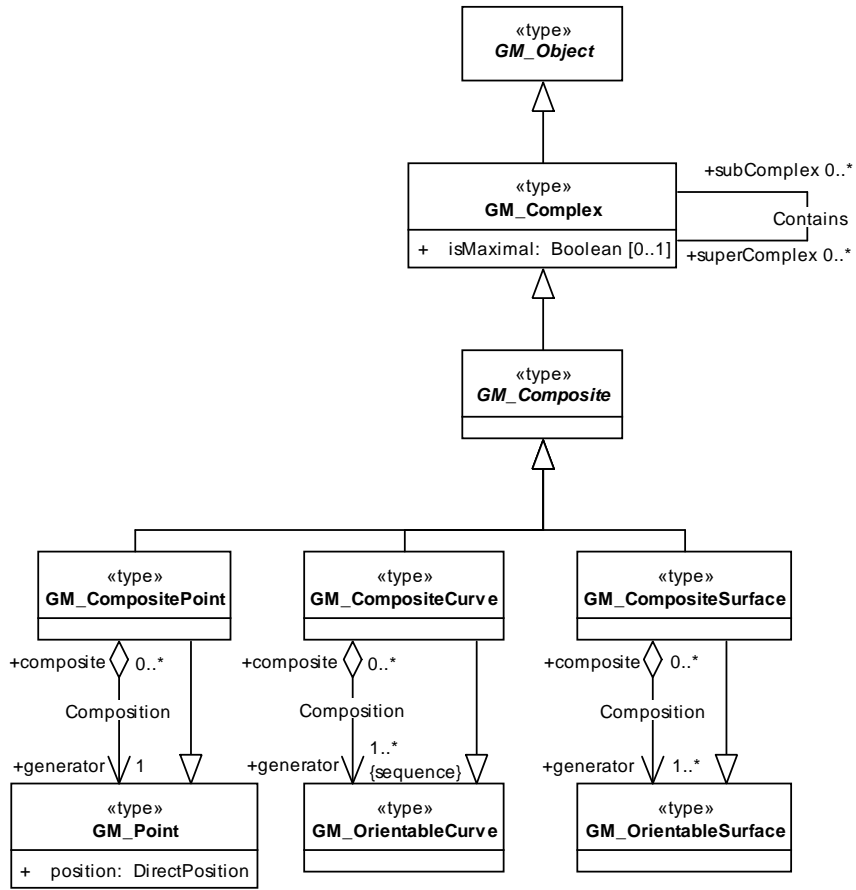 «type»
GM_Object
«type»
GM_Complex
+ isMaximal: Boolean [0..1]
+subComplex 0..*
Contains
+superComplex 0..*
«type»
GM_Composite
«type»
GM_CompositePoint
«type»
GM_CompositeCurve
«type»
GM_CompositeSurface
+composite 0..*
+composite 0..*
+composite 0..*
Composition
Composition
Composition
+generator 1
+generator 1..*
{sequence}
+generator 1..*
«type»
GM_Point
+ position: DirectPosition
«type»
GM_OrientableCurve
«type»
GM_OrientableSurface